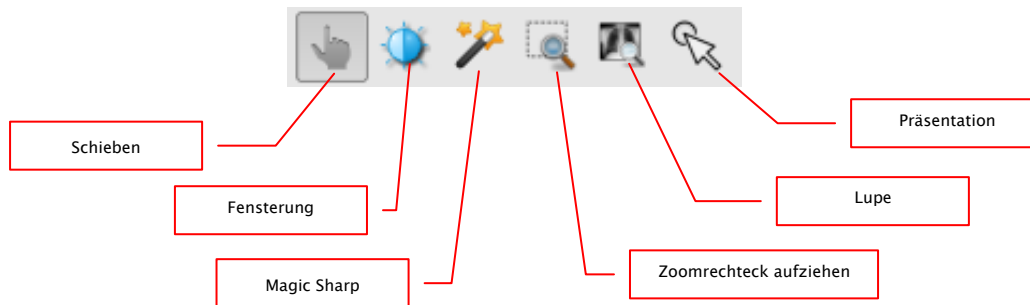 Präsentation
Schieben
Lupe
Fensterung
Zoomrechteck aufziehen
Magic Sharp